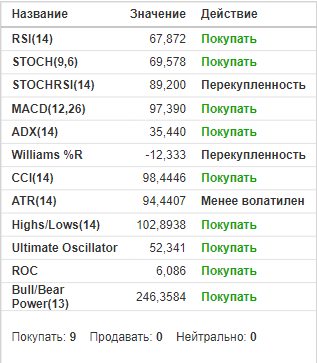 Название Значение Действие
RSI(14) 67,872 Покупать
STOCH(9,6) 69,578 Покупать
STOCHRSI(14) 89,200 Перекупленность
MACD(12,26) 97,390 Покупать
ADX(14) 35,440 Покупать
Williams %R -12,333 Перекупленность
CCI(14) 98,4446 Покупать
ATR(14) 94,4407 Менее волатилен
Highs/Lows(14) 102,8938 Покупать
Ultimate Oscillator 52,341 Покупать
ROC 6,086 Покупать
Bull/Bear
Power(13) 246,3584 Покупать
Покупать: 9 Продавать: 0 Нейтрально: 0